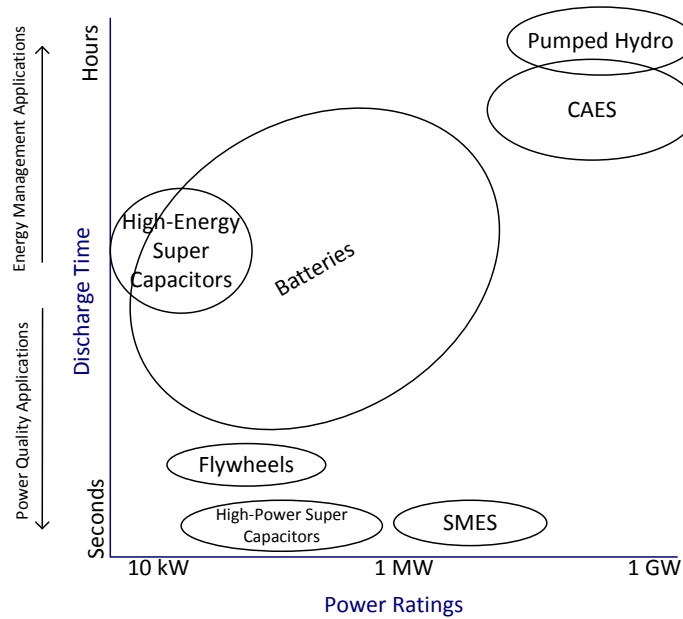 Energy Management Applications
Power Quality Applications
Discharge Time
Hours
Seconds
Pumped Hydro
CAES
High-Energy
Super
Capacitors
Batteries
Flywheels
High-Power Super
Capacitors
SMES
10 kW
1 MW
1 GW
Power Ratings